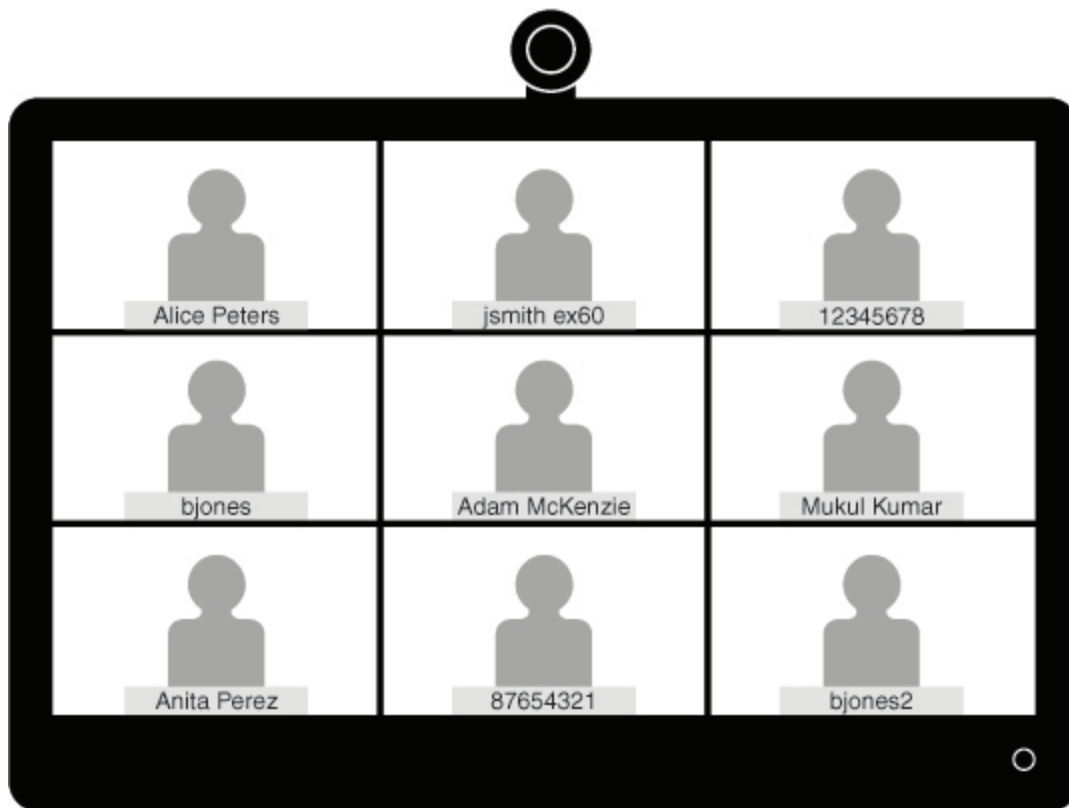 Alice Peters
jsmith ex60
12345678
bjones
Adam McKenzie
Mukul Kumar
Anita Perez
87654321
bjones2